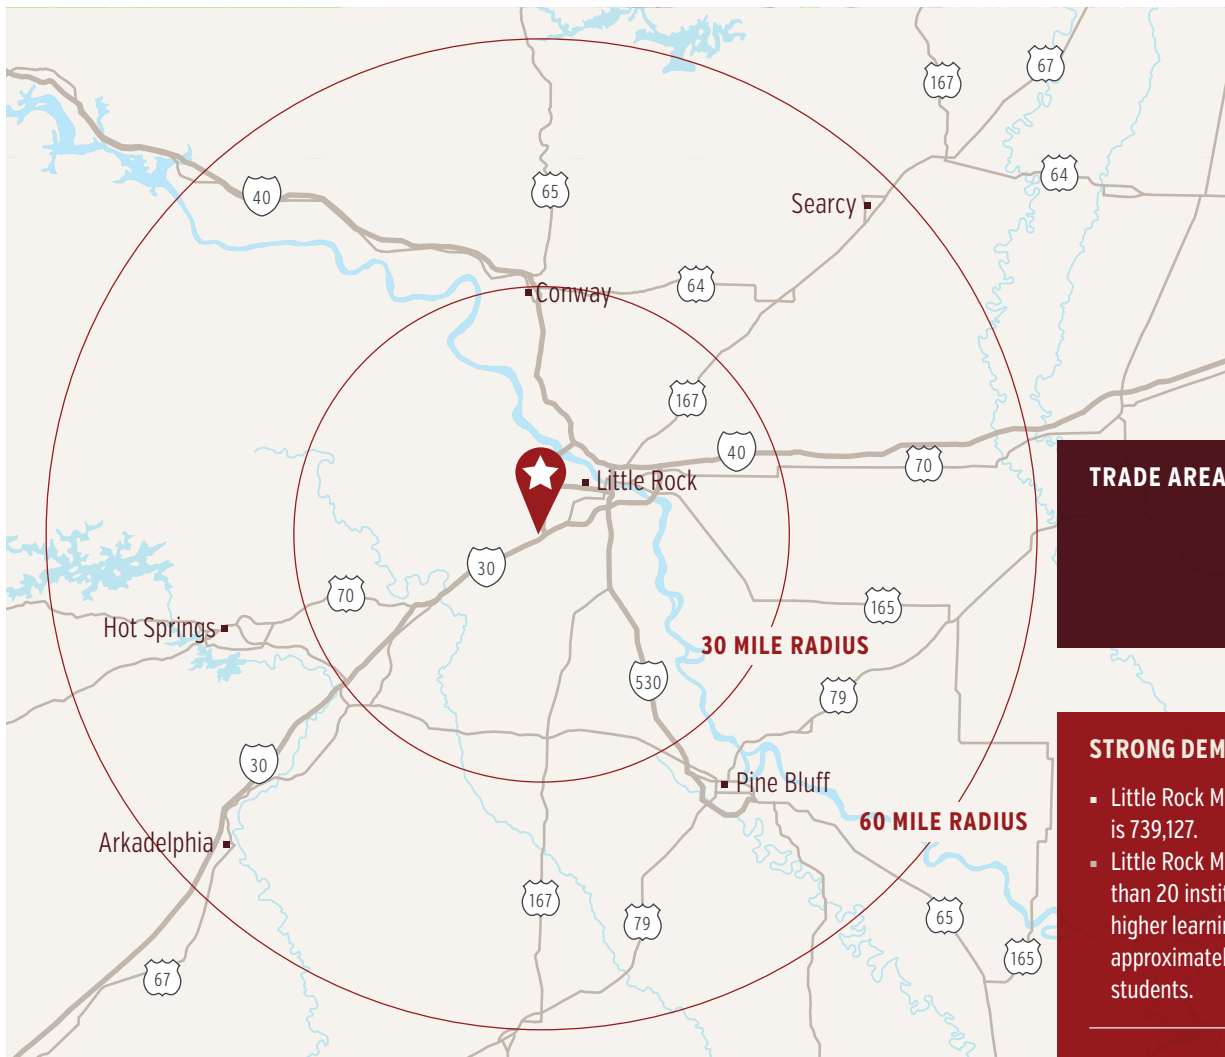 167
67
40
65
64
Searcy
64
Conway
167
40
70
Little Rock
TRADE AREA
30
70
165
Hot Springs
30 MILE RADIUS
530
79
STRONG DEM
30
Pine Bluff
▪ Little Rock M
is 739,127.
60 MILE RADIUS
Arkadelphia
▪ Little Rock M
than 20 instit
167
79
65
higher learnin
approximatel
165
67
students.